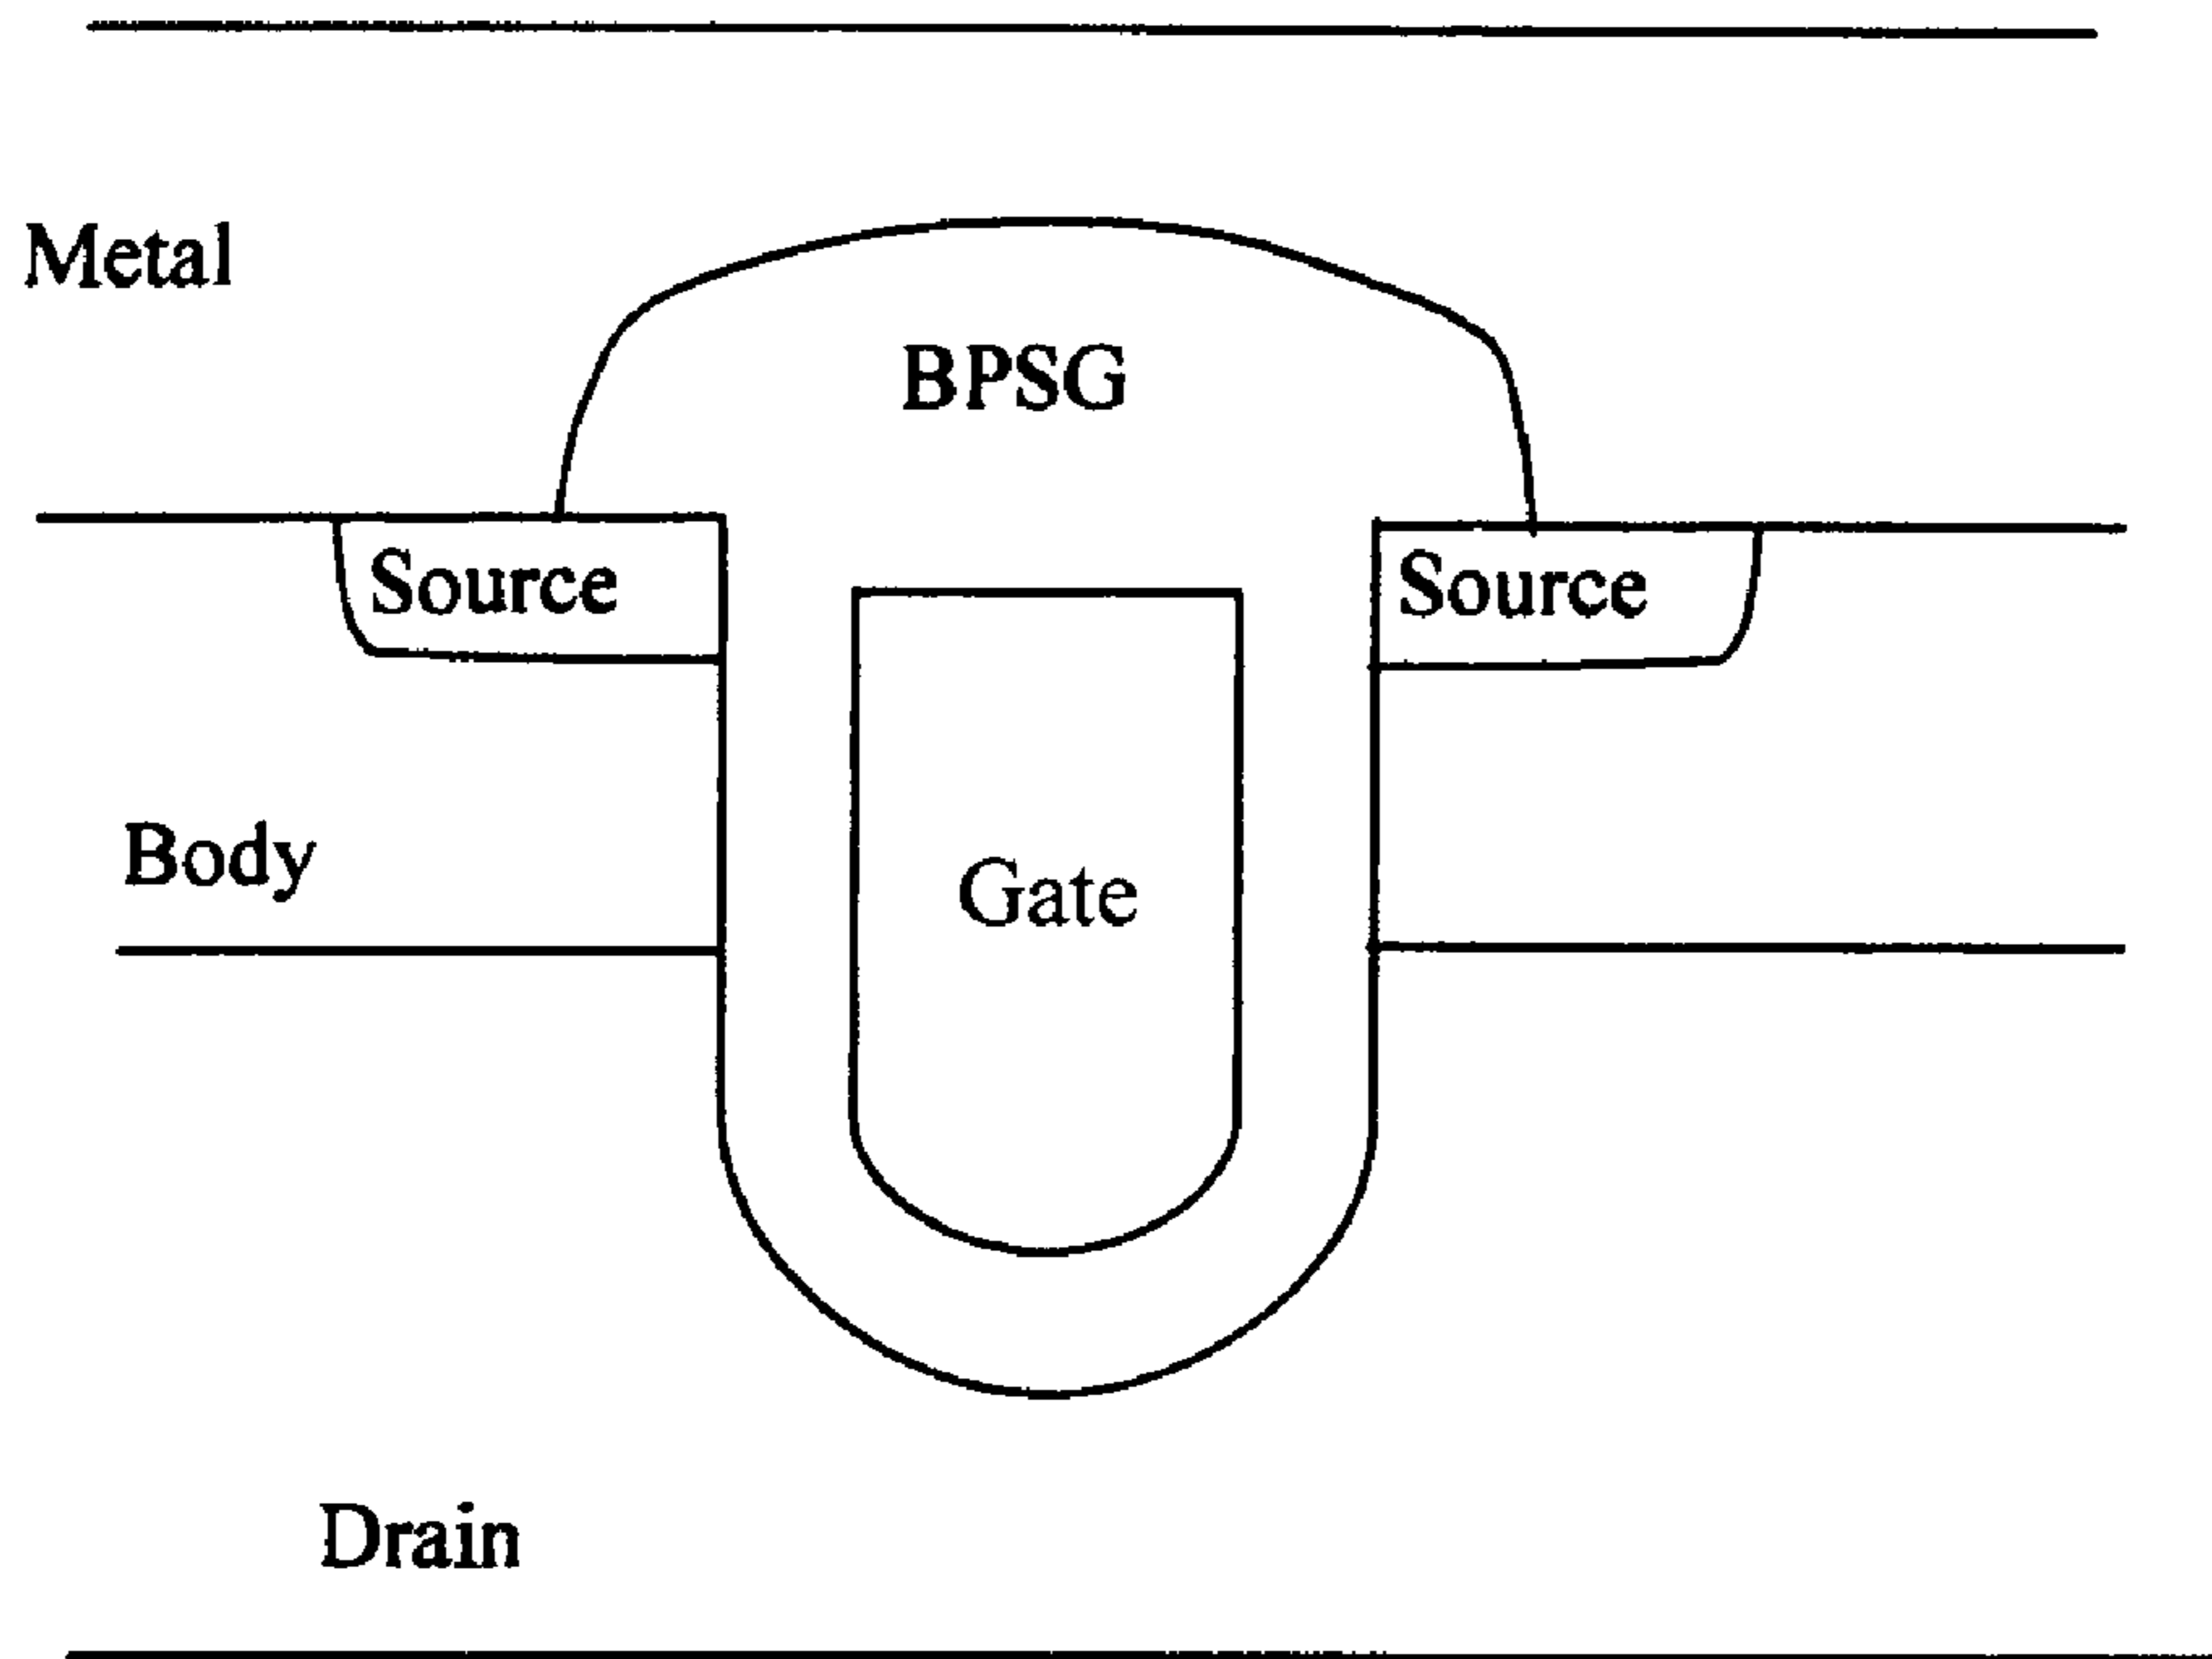 Metal
BPSG
Source
Source
Body
Gate
Drain